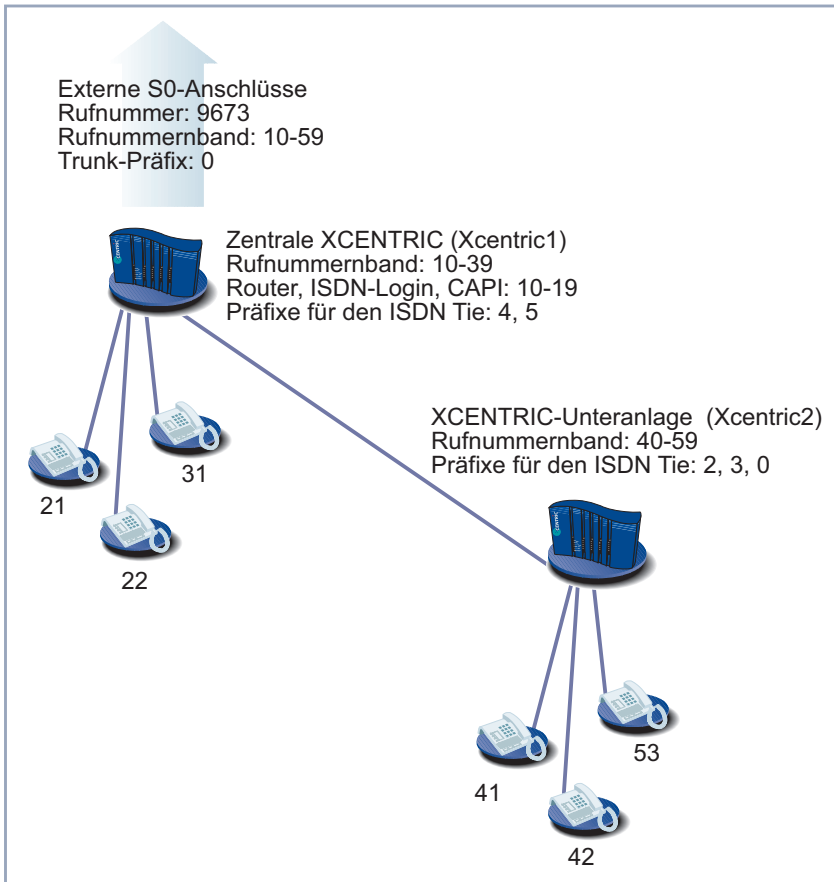 Externe S0-Anschlüsse
Rufnummer: 9673
Rufnummernband: 10-59
Trunk-Präfix: 0
Zentrale XCENTRIC (Xcentric1)
Rufnummernband: 10-39
Router, ISDN-Login, CAPI: 10-19
Präfixe für den ISDN Tie: 4, 5
XCENTRIC-Unteranlage (Xcentric2)
Rufnummernband: 40-59
Präfixe für den ISDN Tie: 2, 3, 0
31
21
22
53
41
42